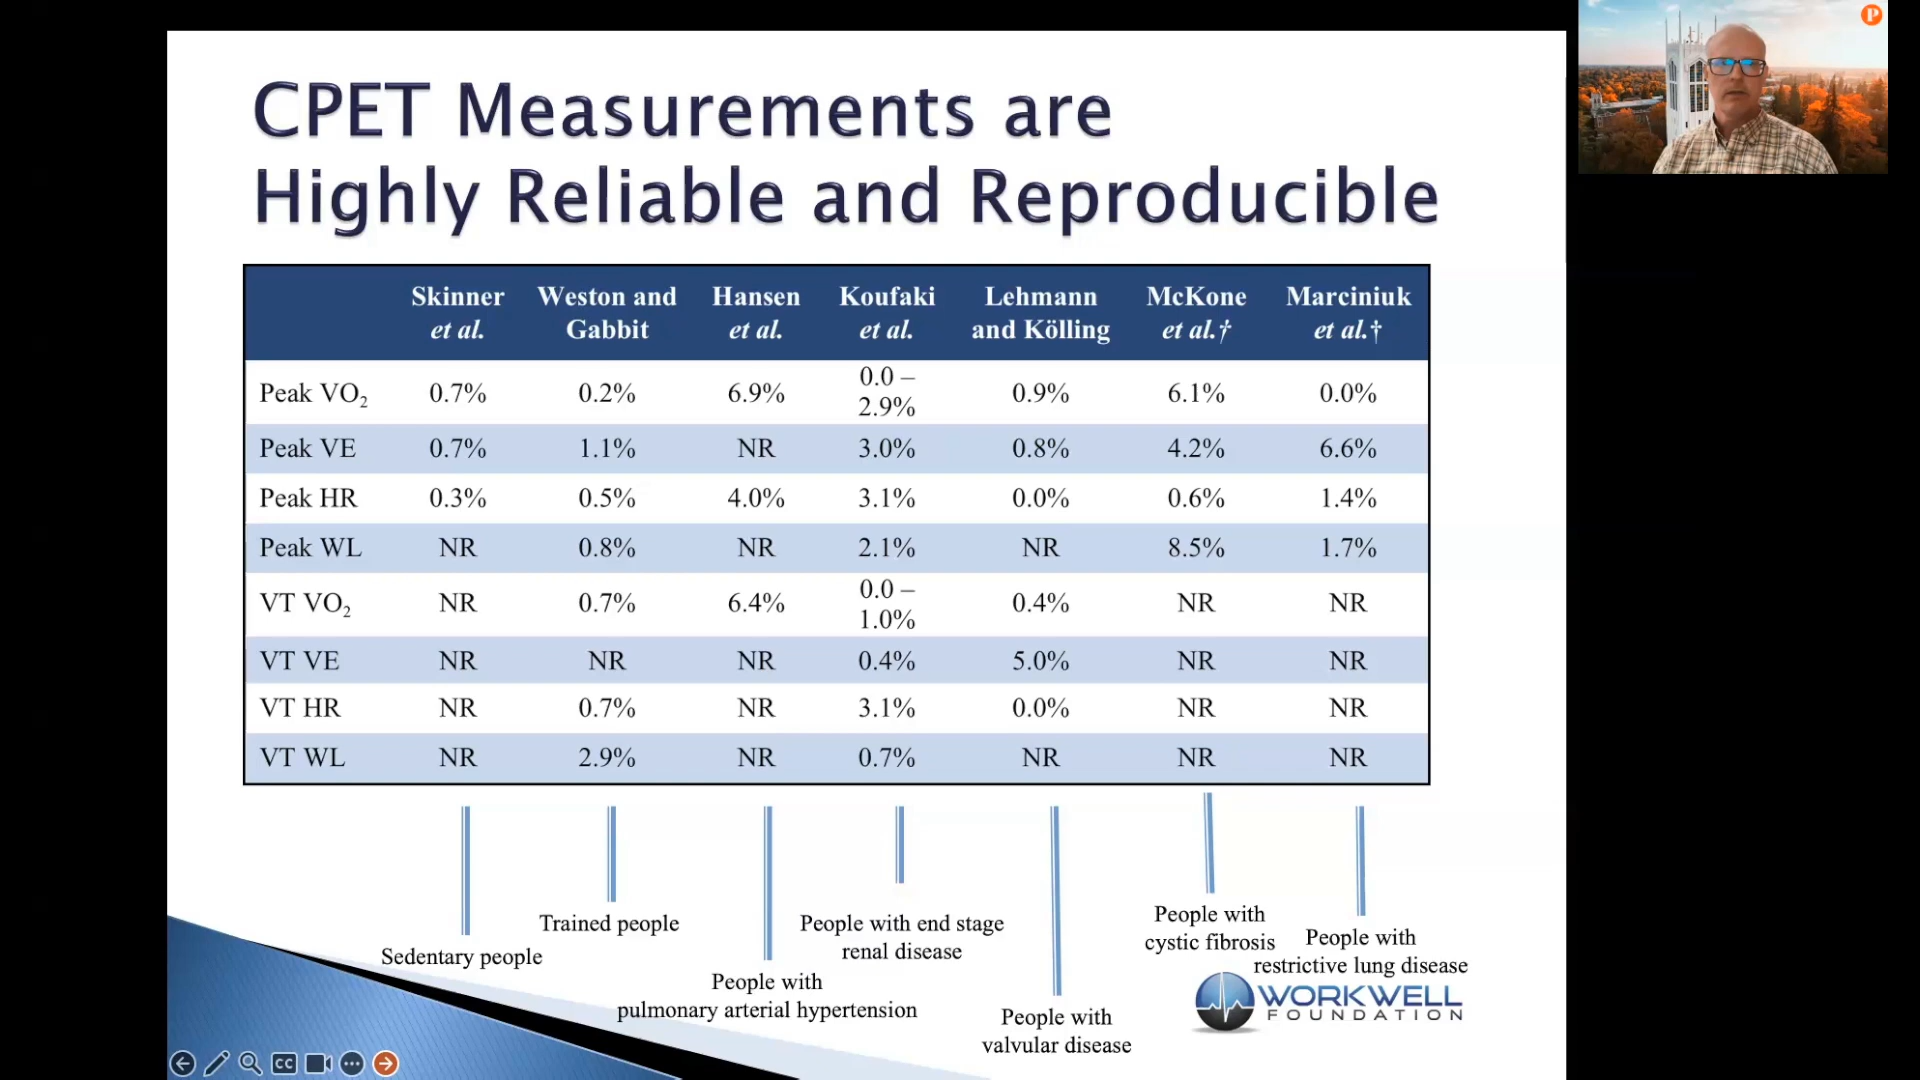 CPET Measurements are
Highly Reliable and Reproducible
Skinner et al. Weston and Gabbit Hansen et al. Koufaki et al. Lehmann and Kölling McKone et al.† Marciniuk et al.†
Peak VO₂ 0.7% 0.2% 6.9% 0.0 – 2.9% 0.9% 6.1% 0.0%
Peak VE 0.7% 1.1% NR 3.0% 0.8% 4.2% 6.6%
Peak HR 0.3% 0.5% 4.0% 3.1% 0.0% 0.6% 1.4%
Peak WL NR 0.8% NR 2.1% NR 8.5% 1.7%
VT VO₂ NR 0.7% 6.4% 0.0 – 1.0% 0.4% NR NR
VT VE NR NR NR 0.4% 5.0% NR NR
VT HR NR 0.7% NR 3.1% 0.0% NR NR
VT WL NR 2.9% NR 0.7% NR NR NR
Sedentary people
Trained people
People with
pulmonary arterial hypertension
People with end stage
renal disease
People with
valvular disease
People with
cystic fibrosis
People with
restrictive lung disease
WORKWELL
FOUNDATION
CC
P